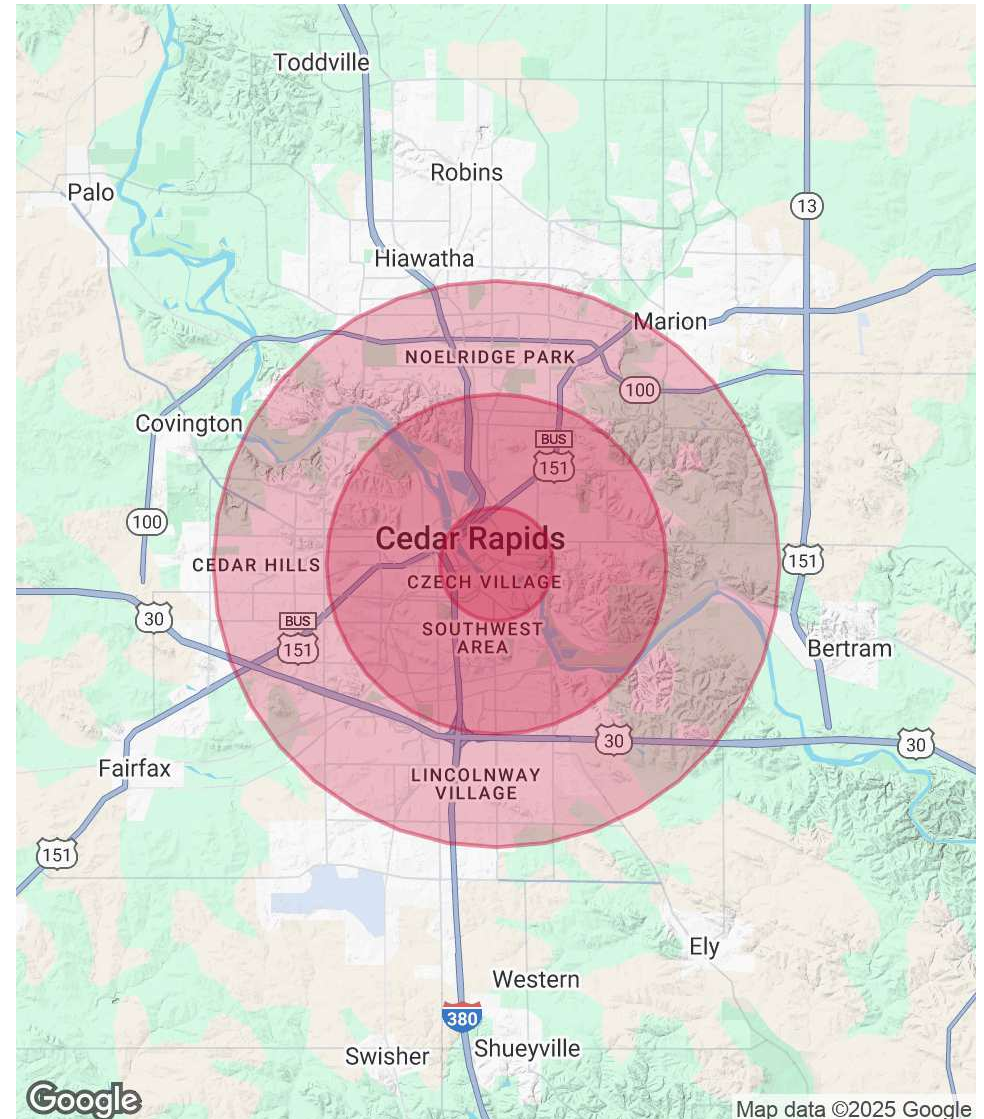 Toddville
Robins
Palo
13
Hiawatha
Marion
NOELRIDGE PARK
100
Covington
BUS
151
100
Cedar Rapids
151
CEDAR HILLS
CZECH VILLAGE
30
BUS
151
SOUTHWEST
AREA
Bertram
30
30
Fairfax
LINCOLNWAY
VILLAGE
151
Ely
Western
380
Swisher
Shueyville
Google
Map data ©2025 Google